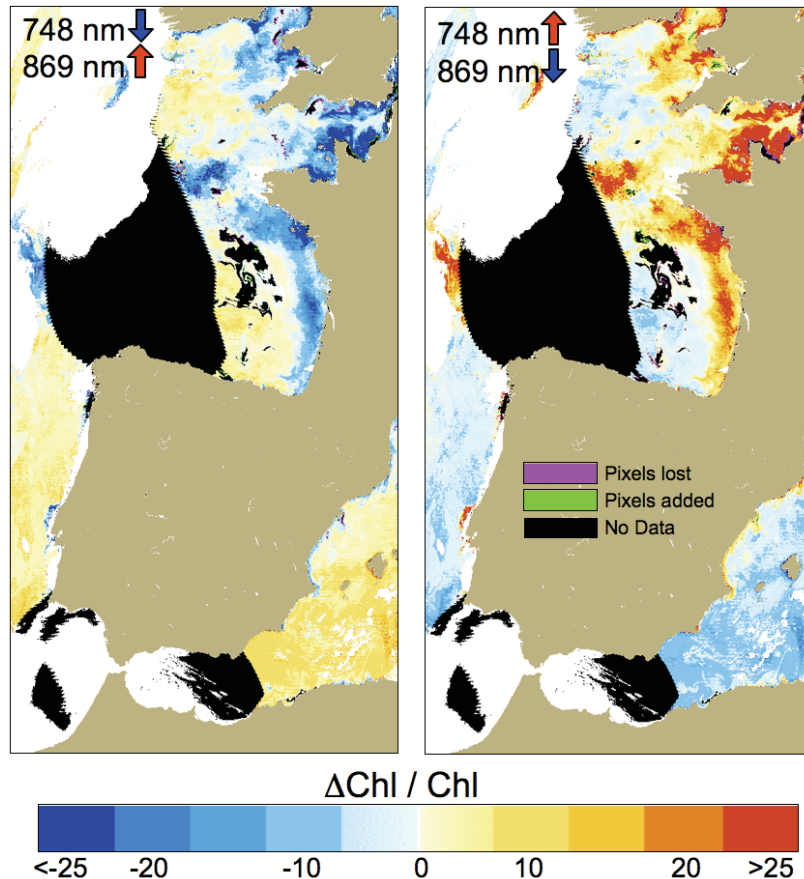 748 nm
869 nm
748 nm
869 nm
Pixels lost
Pixels added
No Data
ΔChl / Chl
<-25 -20 -10 0 10 20 >25